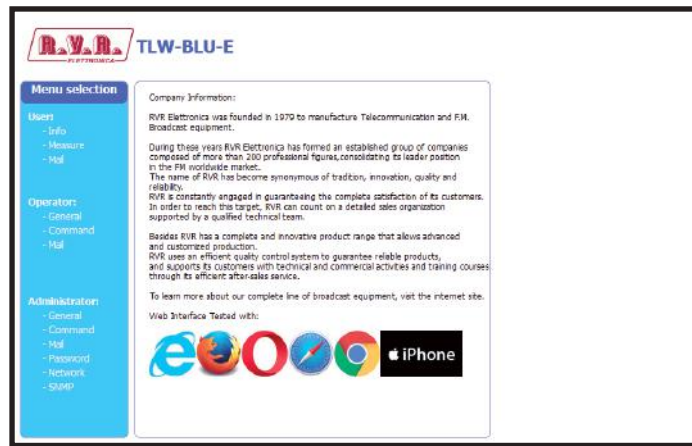 R.V.R.
ELETTRONICA
TLW-BLU-E
Menu selection
User:
- Info
- Measure
- Mail
Operator:
- General
- Command
- Mail
Administrator:
- General
- Command
- Mail
- Password
- Network
- SNMP
Company Information:
RVR Elettronica was founded in 1979 to manufacture Telecommunication and F.M.
Broadcast equipment.
During these years RVR Elettronica has formed an established group of companies
composed of more than 200 professional figures,consolidating its leader position
in the FM worldwide market.
The name of RVR has become synonymous of tradition, innovation, quality and
reliability.
RVR is constantly engaged in guaranteeing the complete satisfaction of its customers.
In order to reach this target, RVR can count on a detailed sales organization
supported by a qualified technical team.
Besides RVR has a complete and innovative product range that allows advanced
and customized production.
RVR uses an efficient quality control system to guarantee reliable products,
and supports its customers with technical and commercial activities and training courses
through its efficient after-sales service.
To learn more about our complete line of broadcast equipment, visit the internet site.
Web Interface Tested with:
iPhone